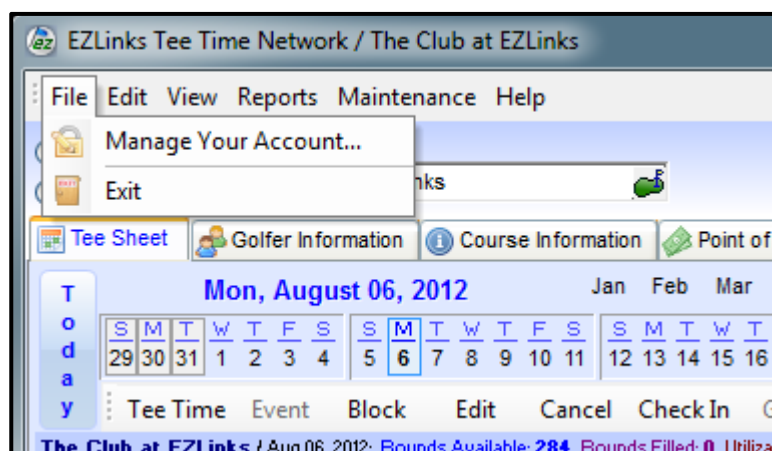 EZLinks Tee Time Network / The Club at EZLinks
File Edit View Reports Maintenance Help
Manage Your Account...
Exit
Tee Sheet Golfer Information Course Information Point of
Today
Mon, August 06, 2012 Jan Feb Mar
S M T W T F S S M T W T F S S M T W T
29 30 31 1 2 3 4 5 6 7 8 9 10 11 12 13 14 15 16
Tee Time Event Block Edit Cancel Check In
The Club at EZLinks / Aug 06, 2012: Rounds Available: 284 Rounds Filled: 0